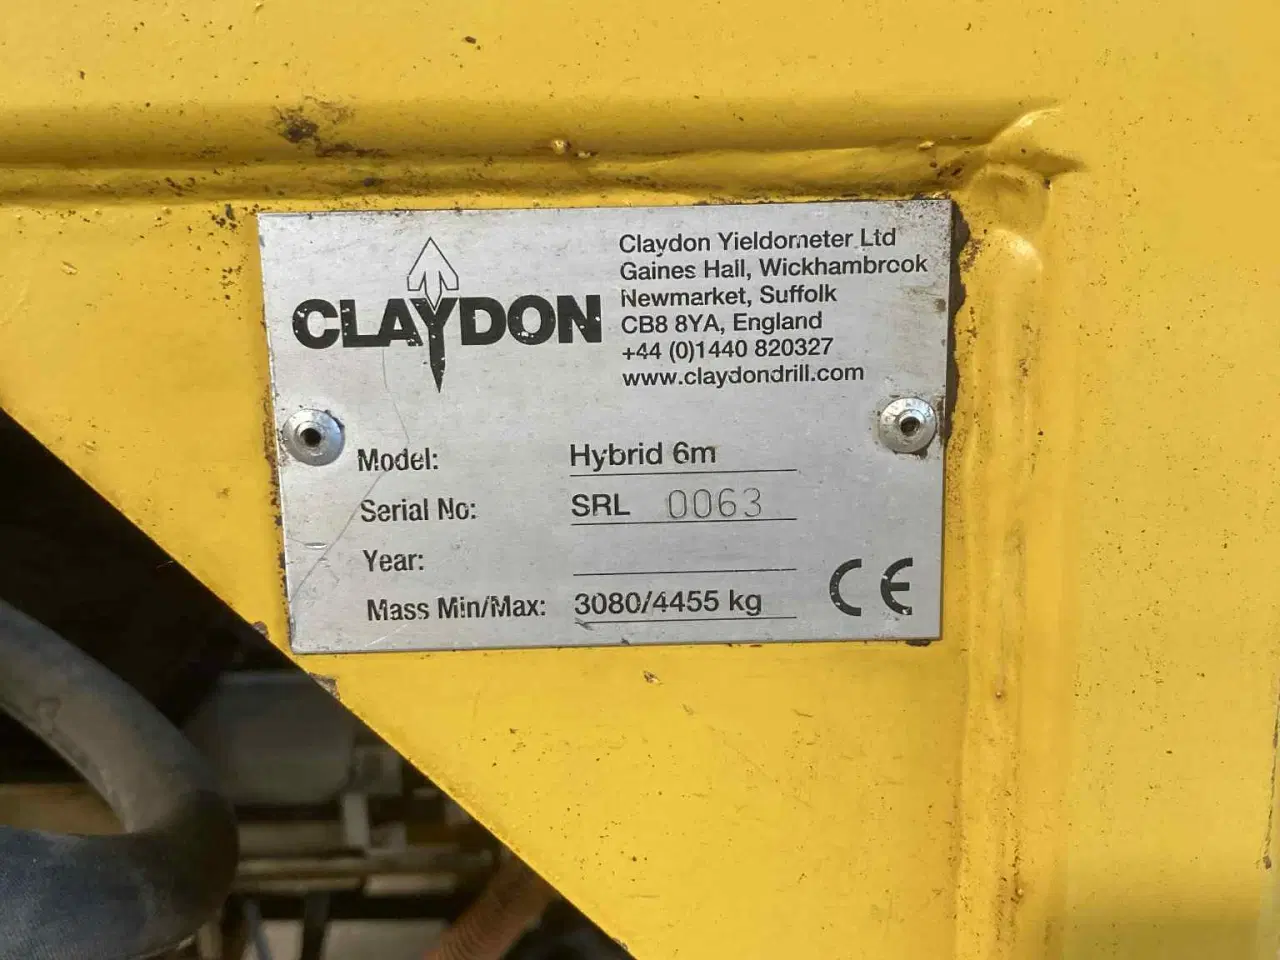 CLAYDON
Claydon Yieldometer Ltd
Gaines Hall, Wickhambrook
Newmarket, Suffolk
CB8 8YA, England
+44 (0)1440 820327
www.claydondrill.com
Model: Hybrid 6m
Serial No: SRL 0063
Year:
Mass Min/Max: 3080/4455 kg
CE